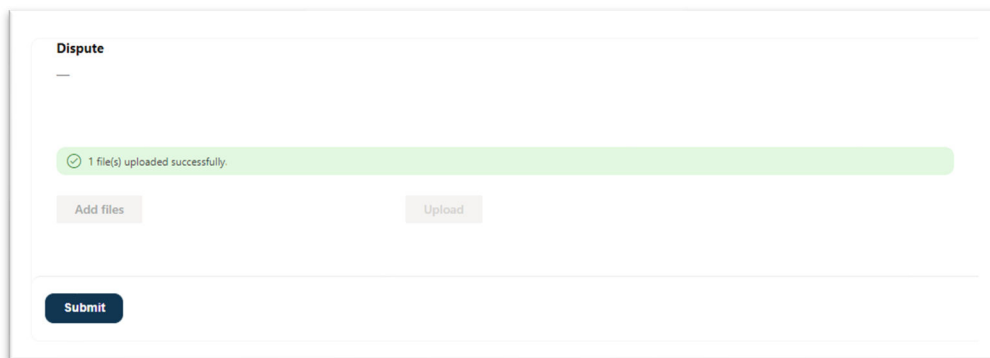 Dispute
—
1 file(s) uploaded successfully.
Add files
Upload
Submit